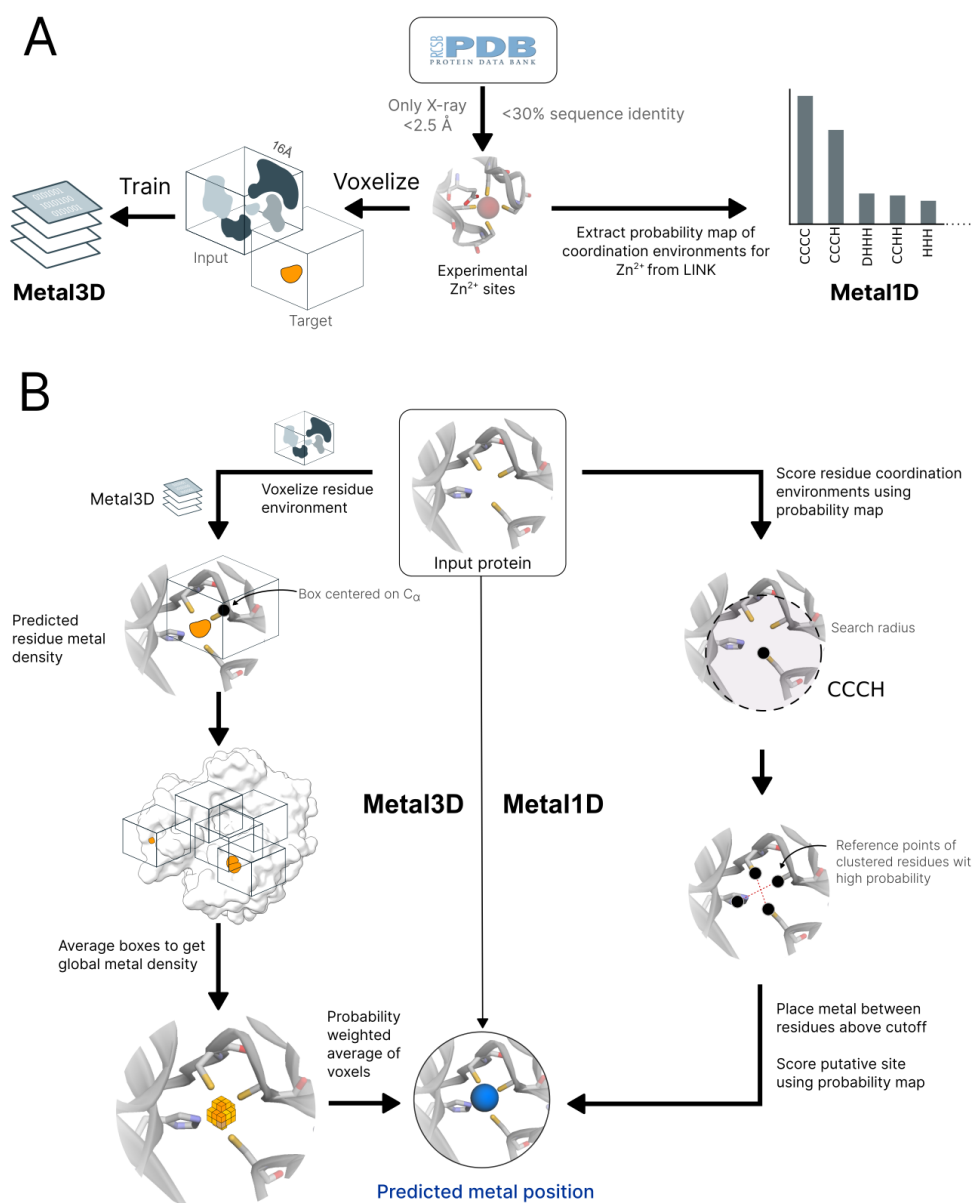 A
RCSB
PDB
PROTEIN DATA BANK
Only X-ray
<2.5 Å
<30% sequence identity
16Å
Train
Voxelize
Input
Target
Metal3D
Experimental
Zn²⁺ sites
Extract probability map of
coordination environments for
Zn²⁺ from LINK
CCCC
CCCH
DHHH
CCHH
HHH
Metal1D
B
Metal3D
Voxelize residue
environment
Input protein
Score residue coordination
environments using
probability map
Predicted
residue metal
density
Box centered on Cα
Search radius
CCCH
Metal3D
Metal1D
Reference points of
clustered residues wit
high probability
Average boxes to get
global metal density
Probability
weighted
average of
voxels
Place metal between
residues above cutoff
Score putative site
using probability map
Predicted metal position